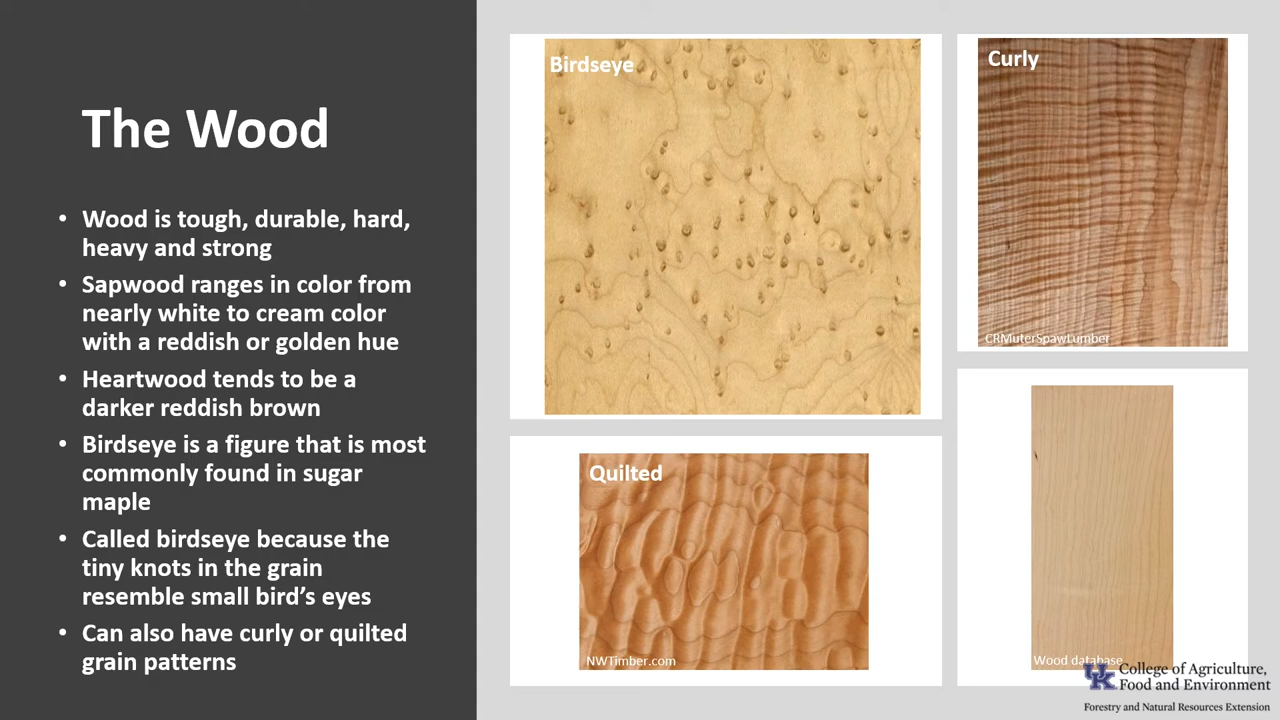 The Wood
• Wood is tough, durable, hard,
heavy and strong
• Sapwood ranges in color from
nearly white to cream color
with a reddish or golden hue
• Heartwood tends to be a
darker reddish brown
• Birdseye is a figure that is most
commonly found in sugar
maple
• Called birdseye because the
tiny knots in the grain
resemble small bird’s eyes
• Can also have curly or quilted
grain patterns
Birdseye
Curly
CRMuterSpawLumber
Quilted
NWTimber.com
Wood database
UK College of Agriculture,
Food and Environment
Forestry and Natural Resources Extension